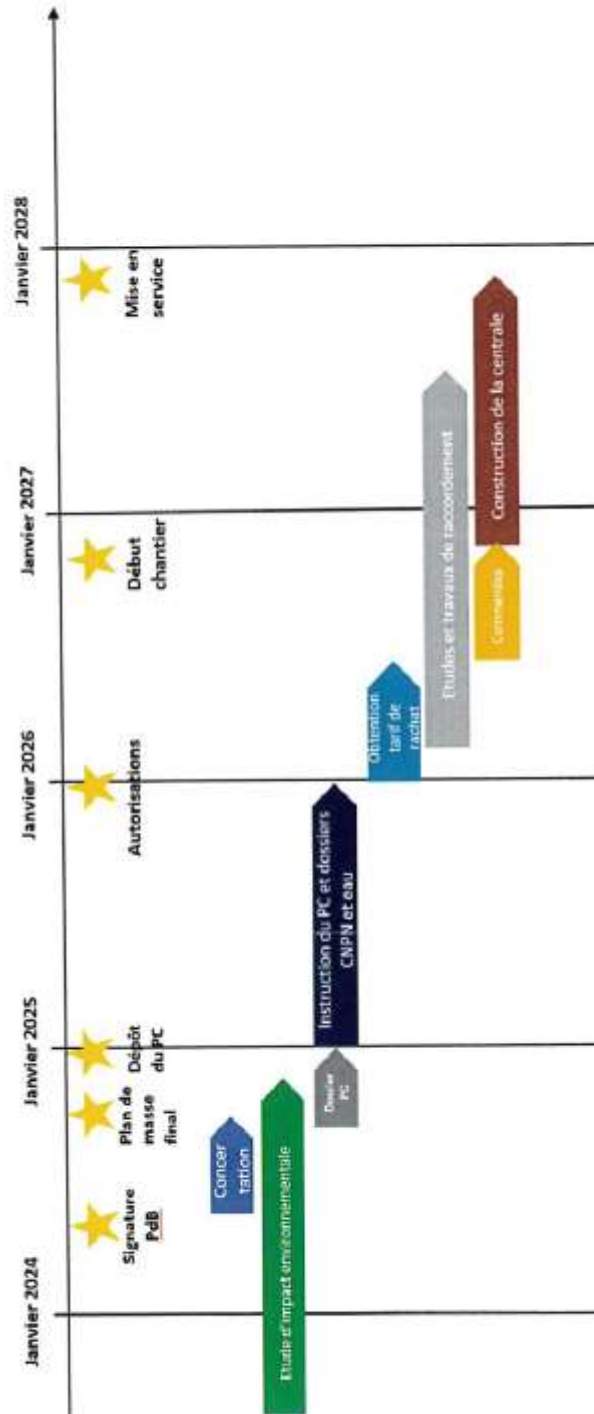 Janvier 2024
Janvier 2025
Janvier 2026
Janvier 2027
Janvier 2028
Signature
PdB
Plan de
masse
final
Dépôt
du PC
Autorisations
Début
chantier
Mise en
service
Concer
tation
Etude d'impact environnementale
Dossier
PC
Instruction du PC et dossiers
CNPN et eau
Obtention
tarif de
rachat
Etudes et travaux de raccordement
Commandes
Construction de la centrale